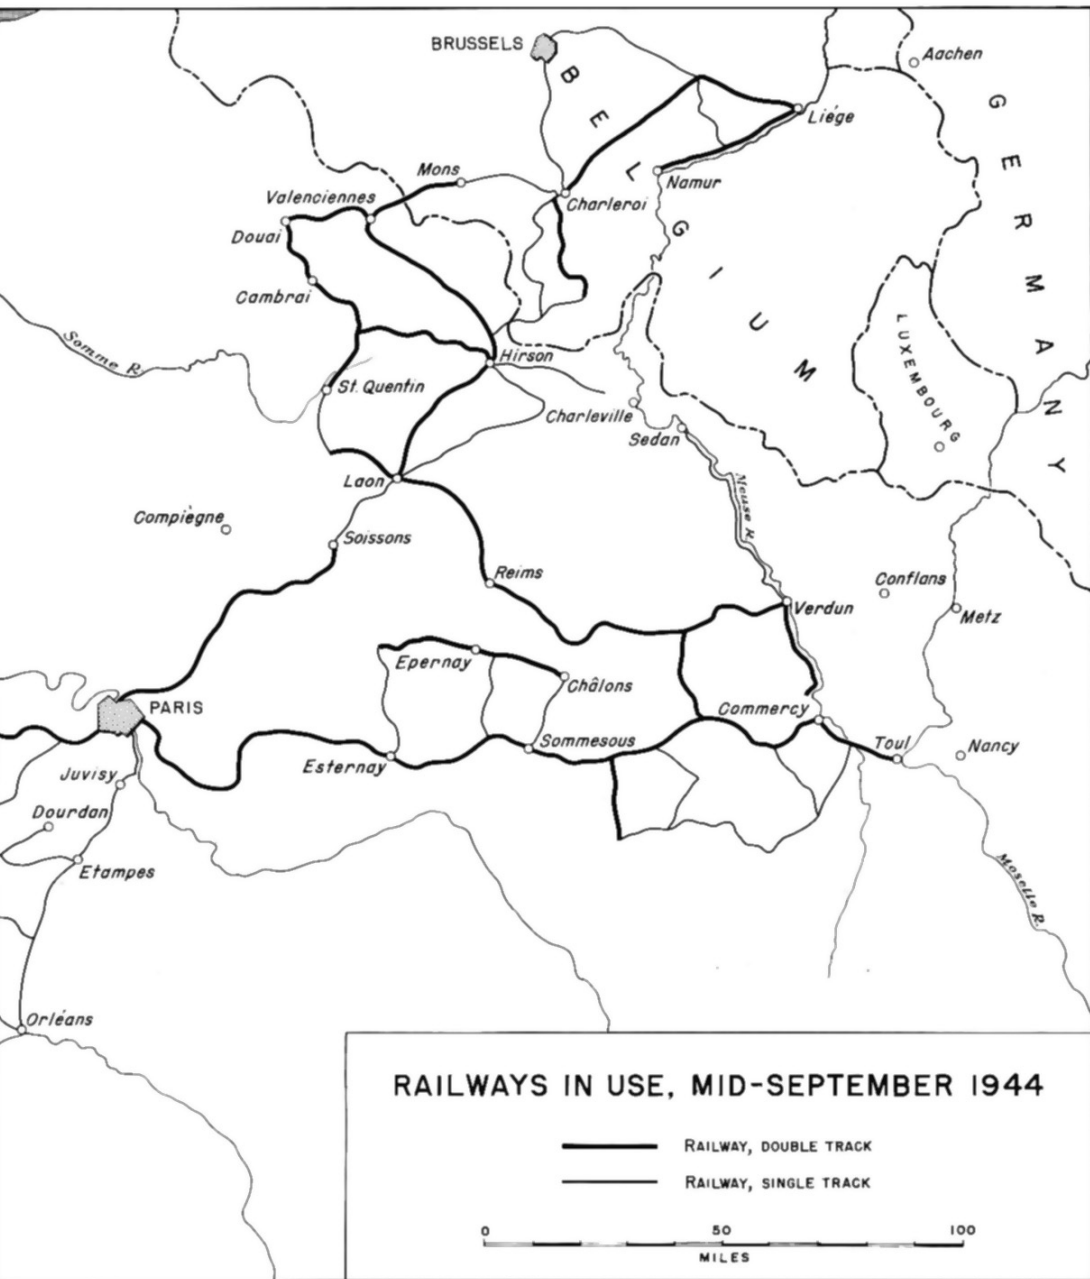 BRUSSELS
Aachen
BELGIUM
GERMANY
Liége
Mons
Namur
Valenciennes
Charleroi
Douai
Cambrai
LUXEMBOURG
Somme R.
Hirson
St. Quentin
Charleville
Sedan
Laon
Meuse R.
Compiègne
Soissons
Reims
Conflans
Verdun
Metz
Epernay
Châlons
PARIS
Commercy
Sommesous
Toul
Nancy
Esternay
Juvisy
Dourdan
Etampes
Moselle R.
Orléans
RAILWAYS IN USE, MID-SEPTEMBER 1944
RAILWAY, DOUBLE TRACK
RAILWAY, SINGLE TRACK
0 50 100
MILES